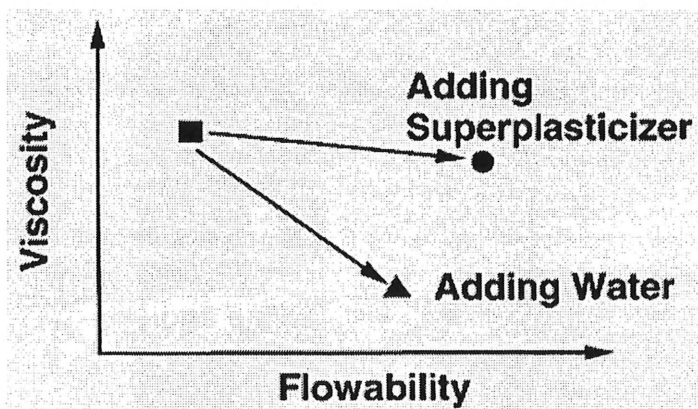 Adding
Superplasticizer
Viscosity
Adding Water
Flowability